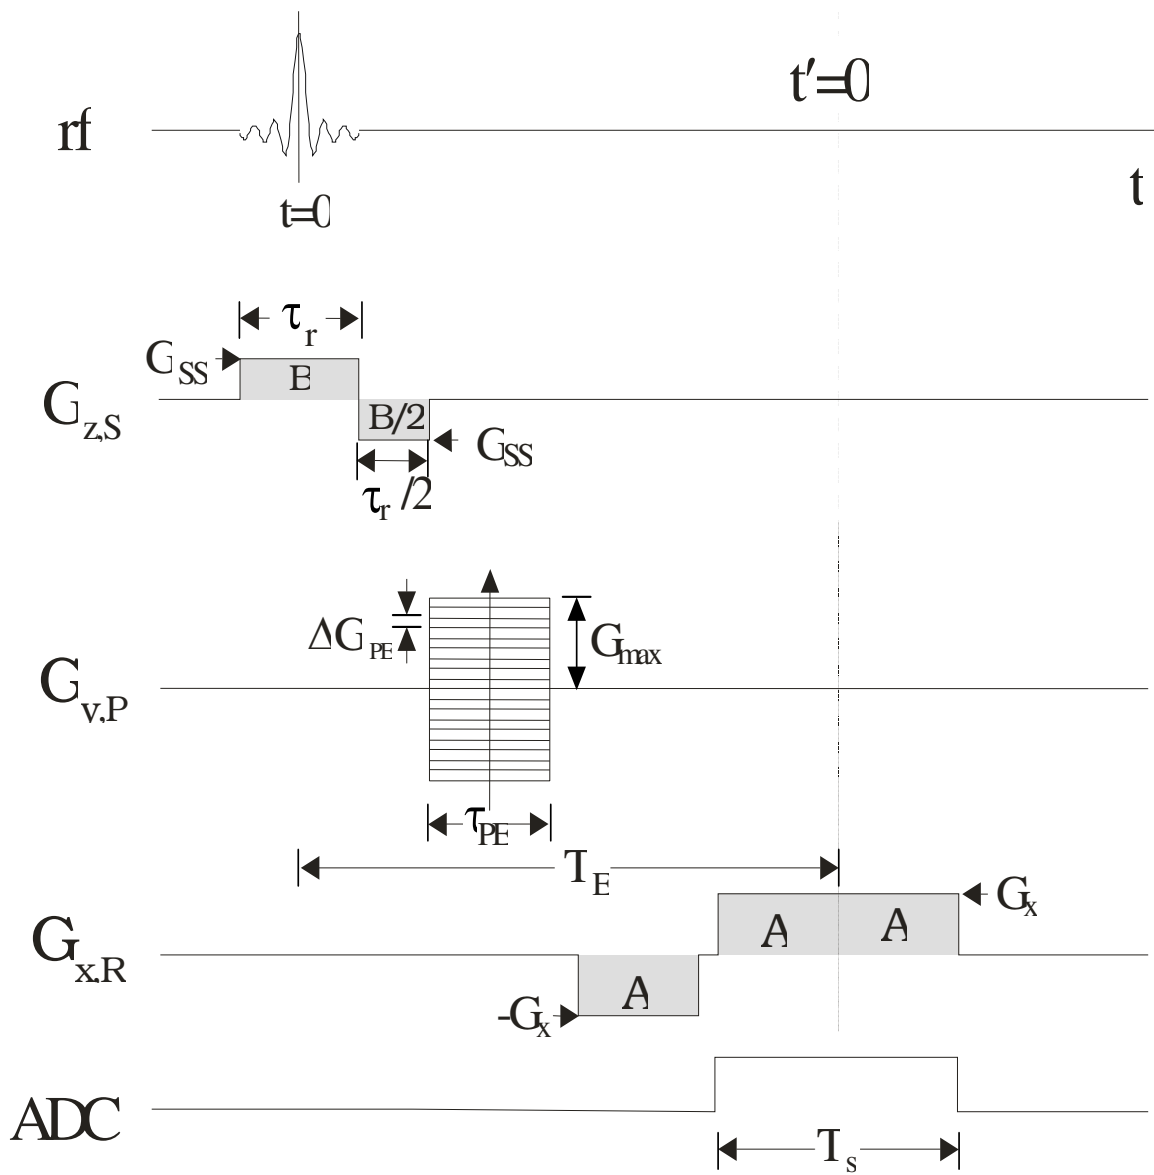 t'=0
rf
t
t=0
τr
GSS
B
Gz,S
B/2
GSS
τr /2
ΔGPE
Gmax
Gv,P
τPE
TE
Gx
A A
Gx,R
A
-Gx
ADC
Ts